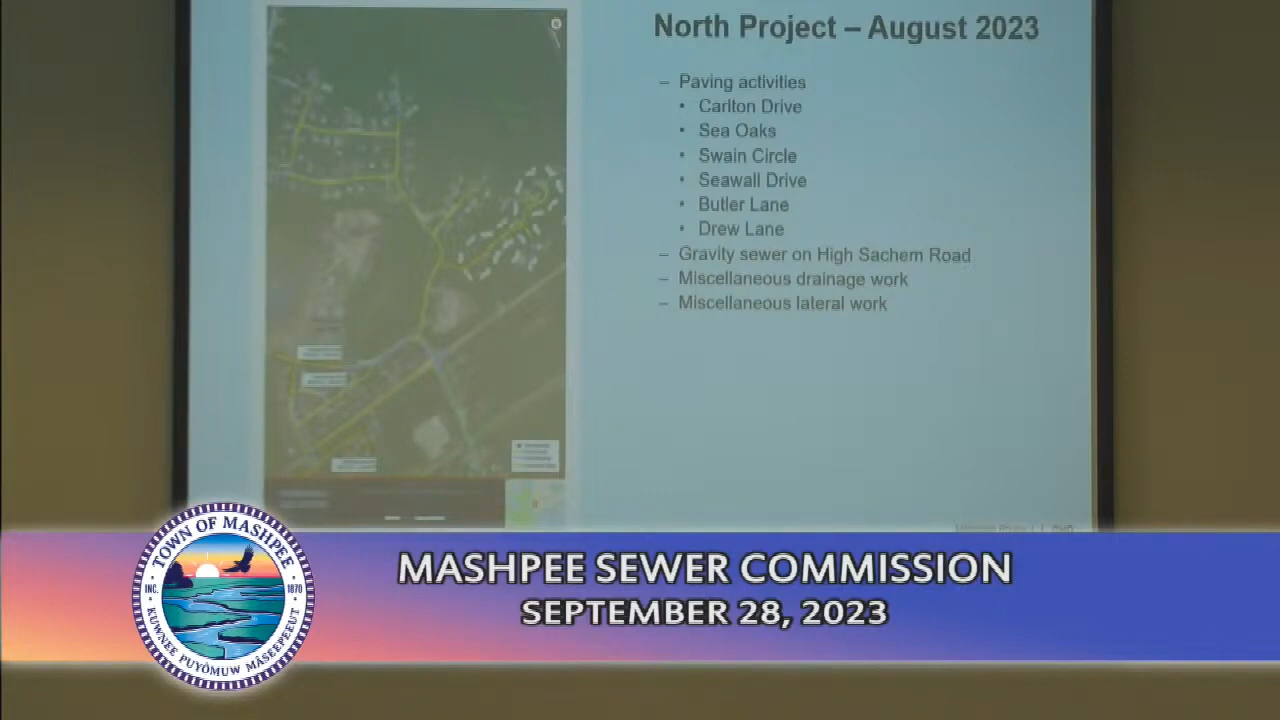 North Project – August 2023
– Paving activities
• Carlton Drive
• Sea Oaks
• Swain Circle
• Seawall Drive
• Butler Lane
• Drew Lane
– Gravity sewer on High Sachem Road
– Miscellaneous drainage work
– Miscellaneous lateral work
MASHPEE SEWER COMMISSION
SEPTEMBER 28, 2023
TOWN OF MASHPEE
INC. 1870
KUWNEE PUYÔMUW MÂSEEPEEUT